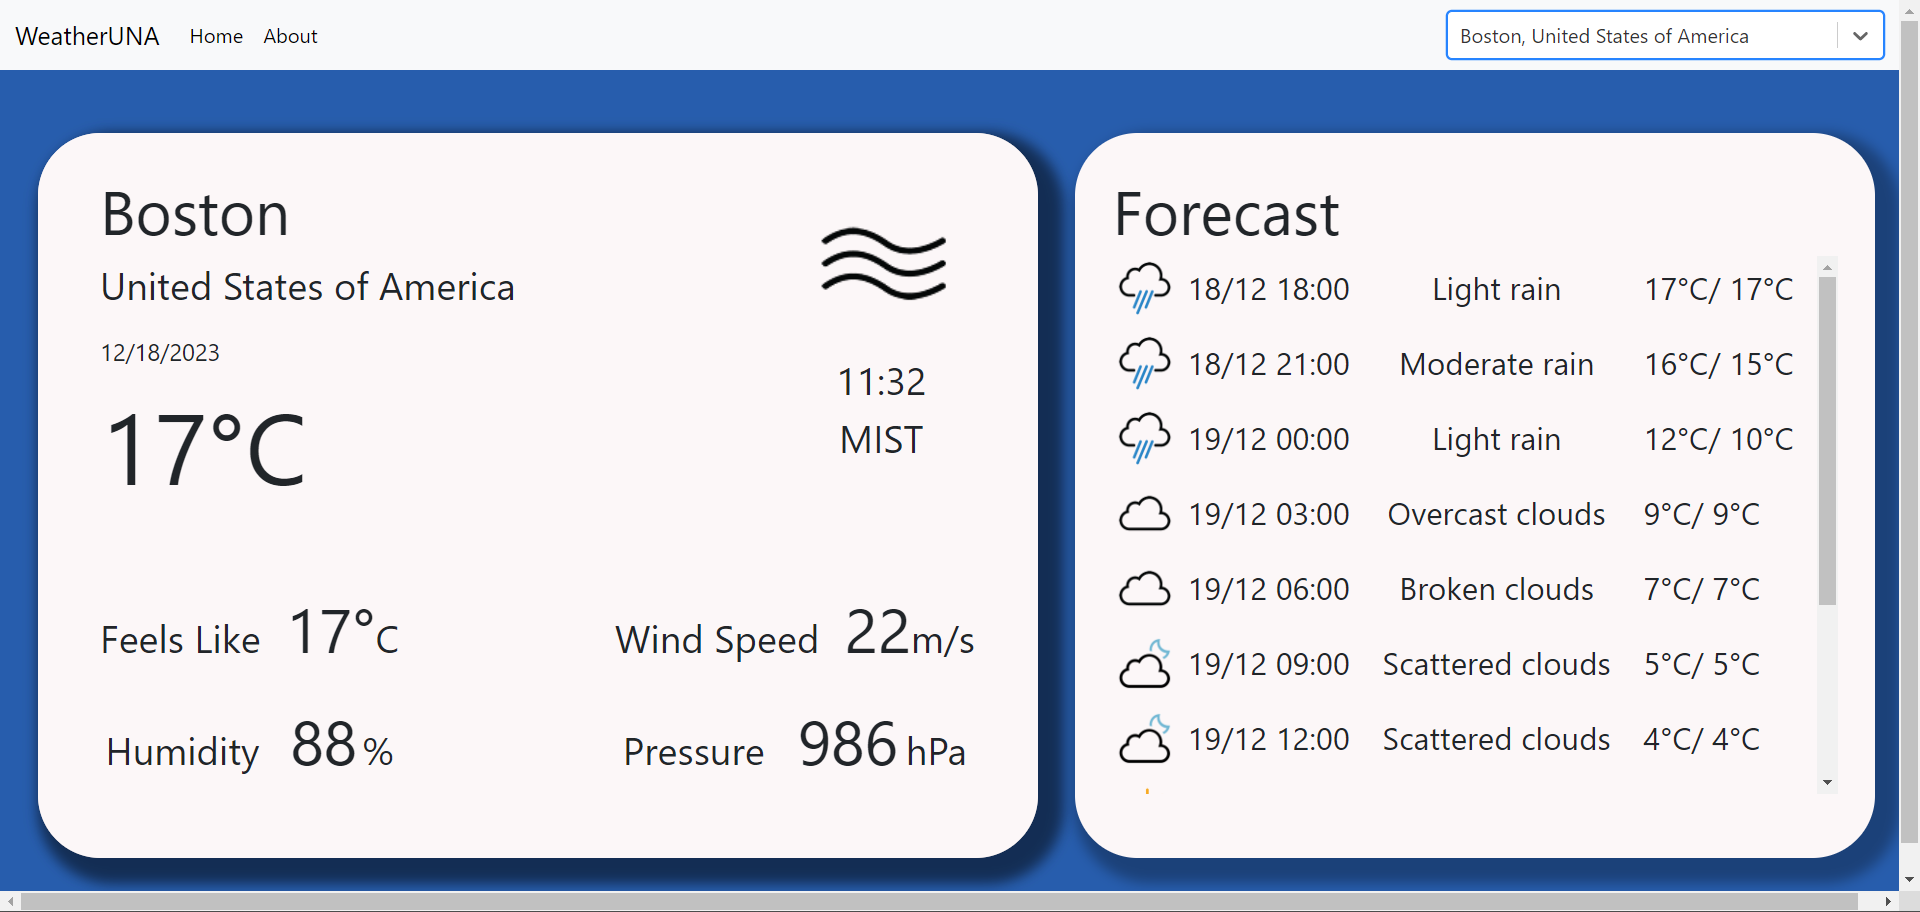 WeatherUNA Home About
Boston, United States of America
Boston
United States of America
12/18/2023
17°C
11:32
MIST
Feels Like 17°C
Wind Speed 22m/s
Humidity 88%
Pressure 986 hPa
Forecast
18/12 18:00 Light rain 17°C/ 17°C
18/12 21:00 Moderate rain 16°C/ 15°C
19/12 00:00 Light rain 12°C/ 10°C
19/12 03:00 Overcast clouds 9°C/ 9°C
19/12 06:00 Broken clouds 7°C/ 7°C
19/12 09:00 Scattered clouds 5°C/ 5°C
19/12 12:00 Scattered clouds 4°C/ 4°C